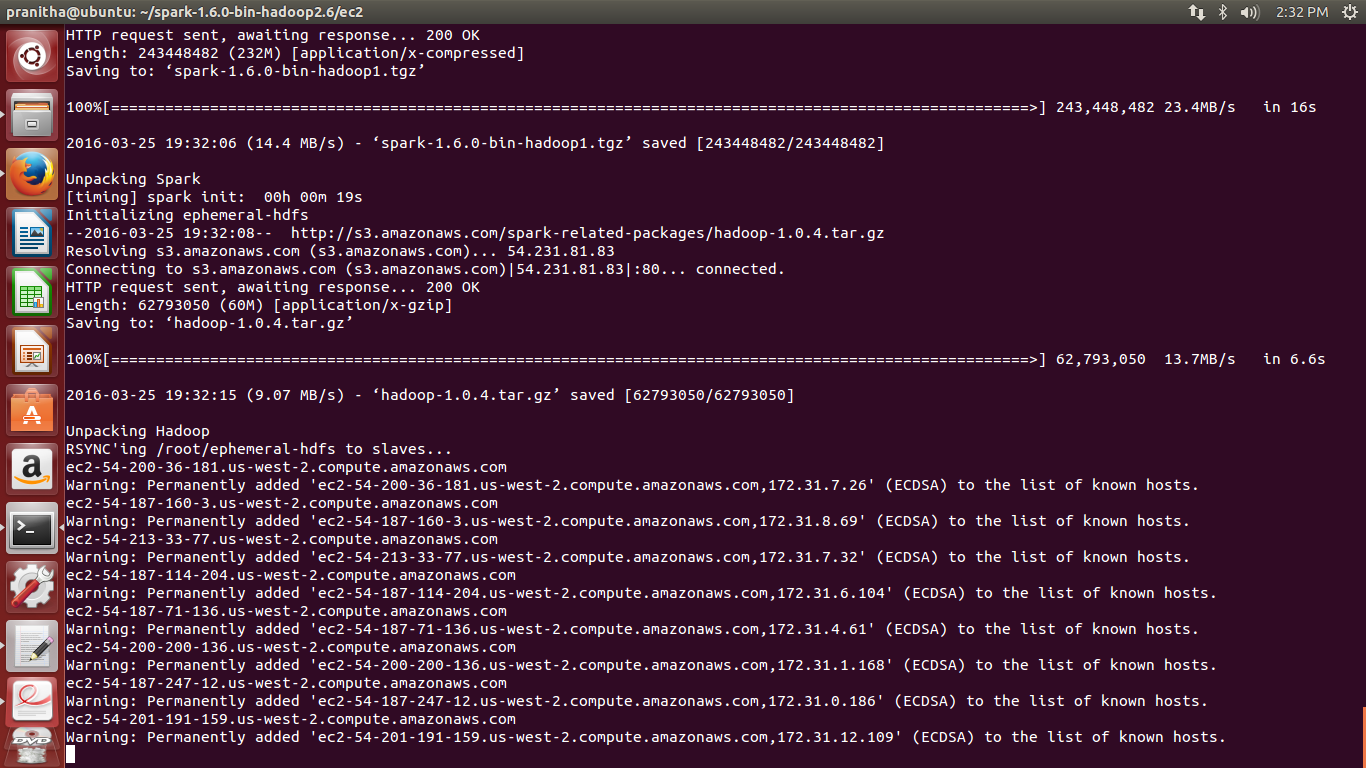 pranitha@ubuntu: ~/spark-1.6.0-bin-hadoop2.6/ec2
2:32 PM
HTTP request sent, awaiting response... 200 OK
Length: 243448482 (232M) [application/x-compressed]
Saving to: ‘spark-1.6.0-bin-hadoop1.tgz’
100%[======================================================================================================>] 243,448,482 23.4MB/s   in 16s
2016-03-25 19:32:06 (14.4 MB/s) - ‘spark-1.6.0-bin-hadoop1.tgz’ saved [243448482/243448482]
Unpacking Spark
[timing] spark init:  00h 00m 19s
Initializing ephemeral-hdfs
--2016-03-25 19:32:08--  http://s3.amazonaws.com/spark-related-packages/hadoop-1.0.4.tar.gz
Resolving s3.amazonaws.com (s3.amazonaws.com)... 54.231.81.83
Connecting to s3.amazonaws.com (s3.amazonaws.com)|54.231.81.83|:80... connected.
HTTP request sent, awaiting response... 200 OK
Length: 62793050 (60M) [application/x-gzip]
Saving to: ‘hadoop-1.0.4.tar.gz’
100%[======================================================================================================>] 62,793,050  13.7MB/s   in 6.6s
2016-03-25 19:32:15 (9.07 MB/s) - ‘hadoop-1.0.4.tar.gz’ saved [62793050/62793050]
Unpacking Hadoop
RSYNC'ing /root/ephemeral-hdfs to slaves...
ec2-54-200-36-181.us-west-2.compute.amazonaws.com
Warning: Permanently added 'ec2-54-200-36-181.us-west-2.compute.amazonaws.com,172.31.7.26' (ECDSA) to the list of known hosts.
ec2-54-187-160-3.us-west-2.compute.amazonaws.com
Warning: Permanently added 'ec2-54-187-160-3.us-west-2.compute.amazonaws.com,172.31.8.69' (ECDSA) to the list of known hosts.
ec2-54-213-33-77.us-west-2.compute.amazonaws.com
Warning: Permanently added 'ec2-54-213-33-77.us-west-2.compute.amazonaws.com,172.31.7.32' (ECDSA) to the list of known hosts.
ec2-54-187-114-204.us-west-2.compute.amazonaws.com
Warning: Permanently added 'ec2-54-187-114-204.us-west-2.compute.amazonaws.com,172.31.6.104' (ECDSA) to the list of known hosts.
ec2-54-187-71-136.us-west-2.compute.amazonaws.com
Warning: Permanently added 'ec2-54-187-71-136.us-west-2.compute.amazonaws.com,172.31.4.61' (ECDSA) to the list of known hosts.
ec2-54-200-200-136.us-west-2.compute.amazonaws.com
Warning: Permanently added 'ec2-54-200-200-136.us-west-2.compute.amazonaws.com,172.31.1.168' (ECDSA) to the list of known hosts.
ec2-54-187-247-12.us-west-2.compute.amazonaws.com
Warning: Permanently added 'ec2-54-187-247-12.us-west-2.compute.amazonaws.com,172.31.0.186' (ECDSA) to the list of known hosts.
ec2-54-201-191-159.us-west-2.compute.amazonaws.com
Warning: Permanently added 'ec2-54-201-191-159.us-west-2.compute.amazonaws.com,172.31.12.109' (ECDSA) to the list of known hosts.
A
a
>_
DVD